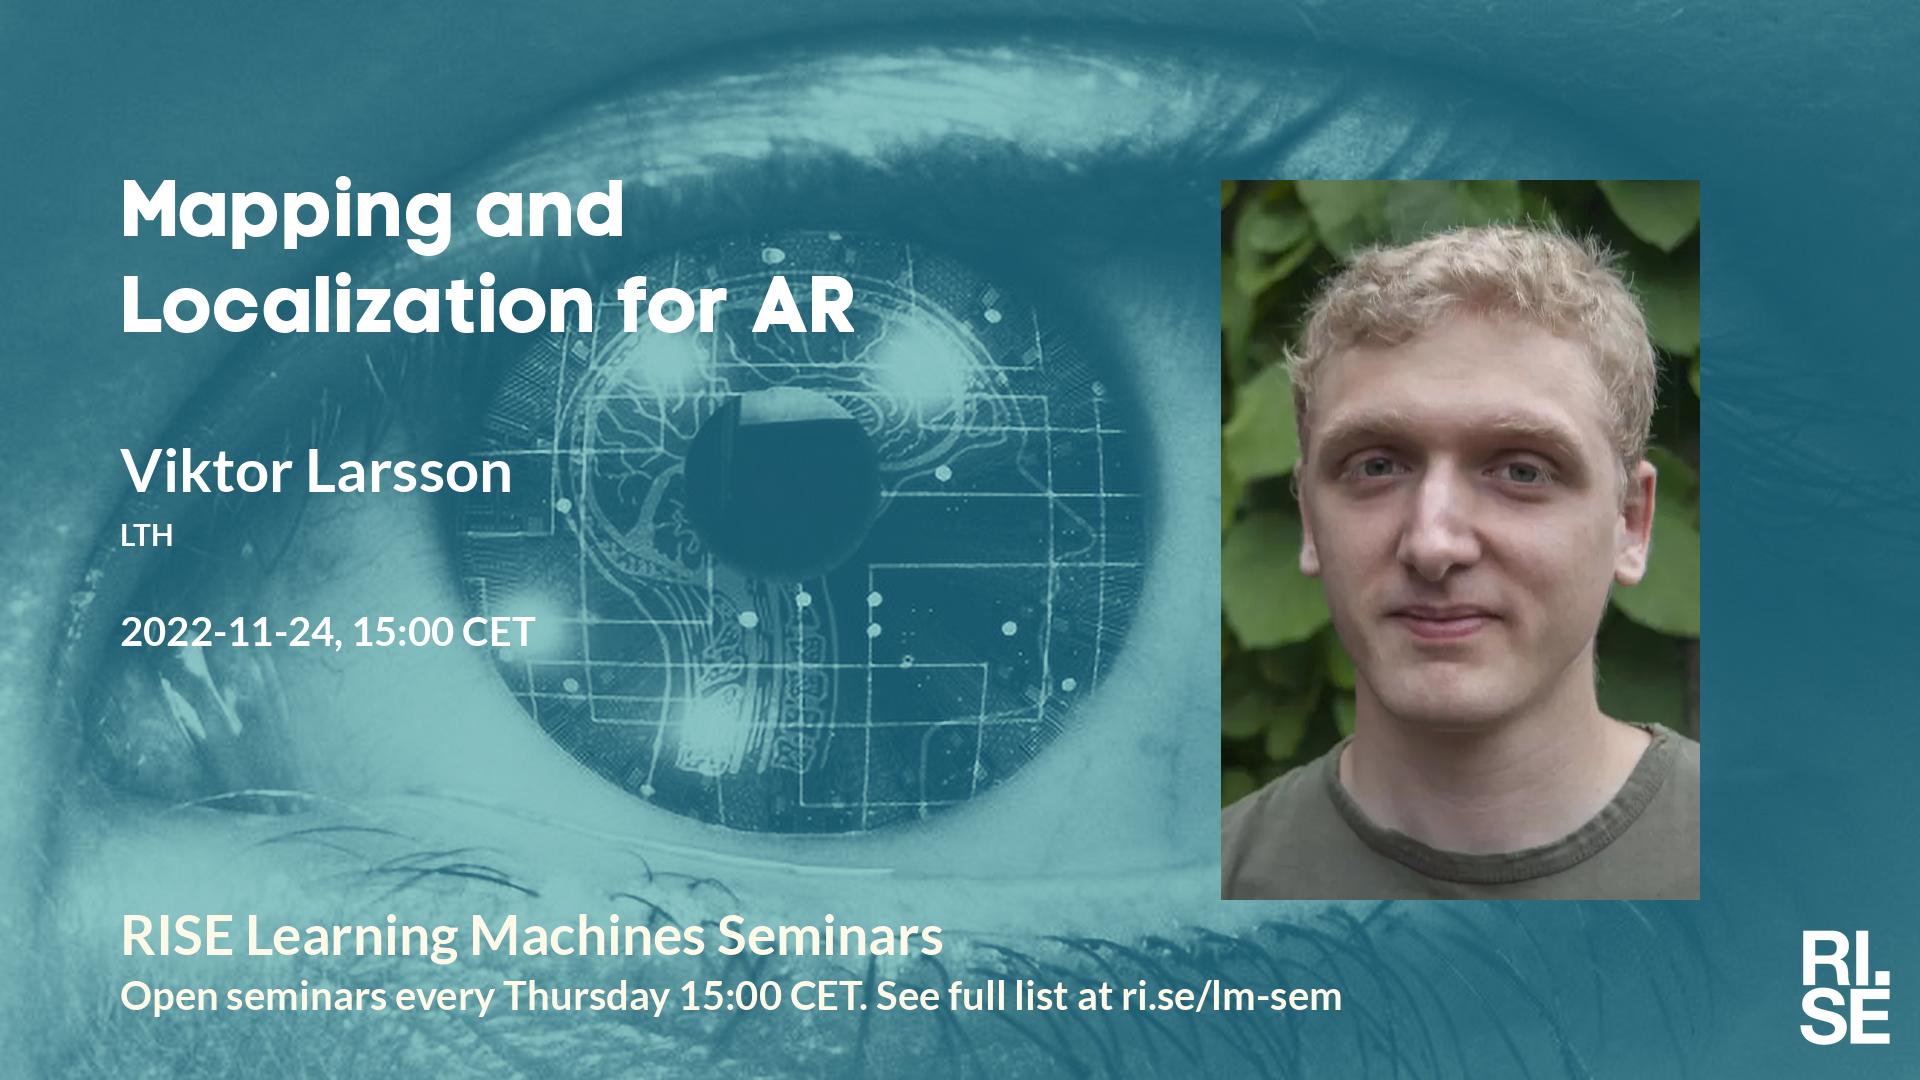 Mapping and
Localization for AR
Viktor Larsson
LTH
2022-11-24, 15:00 CET
RISE Learning Machines Seminars
Open seminars every Thursday 15:00 CET. See full list at ri.se/lm-sem
RI.
SE